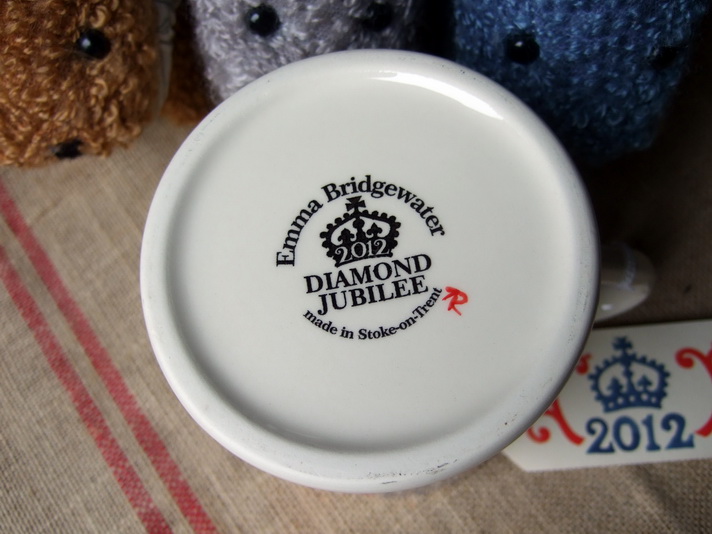 Emma Bridgewater
2012
DIAMOND
JUBILEE
made in Stoke-on-Trent
R
2012